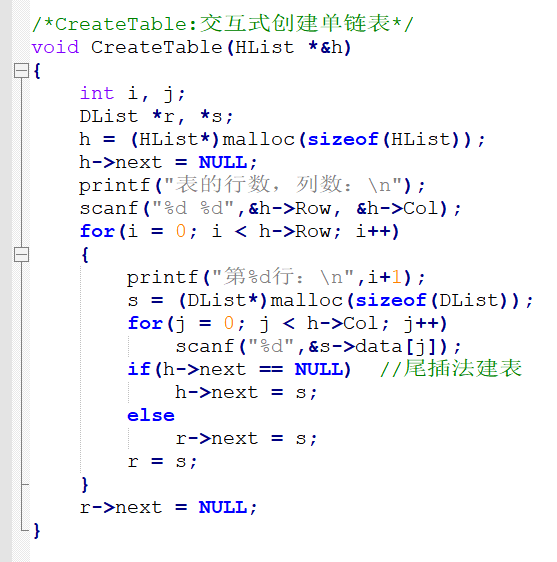 /*CreateTable:交互式创建单链表*/
void CreateTable(HList *&h)
{
    int i, j;
    DList *r, *s;
    h = (HList*)malloc(sizeof(HList));
    h->next = NULL;
    printf("表的行数，列数：\n");
    scanf("%d %d",&h->Row, &h->Col);
    for(i = 0; i < h->Row; i++)
    {
        printf("第%d行：\n",i+1);
        s = (DList*)malloc(sizeof(DList));
        for(j = 0; j < h->Col; j++)
            scanf("%d",&s->data[j]);
        if(h->next == NULL)  //尾插法建表
            h->next = s;
        else
            r->next = s;
        r = s;
    }
    r->next = NULL;
}